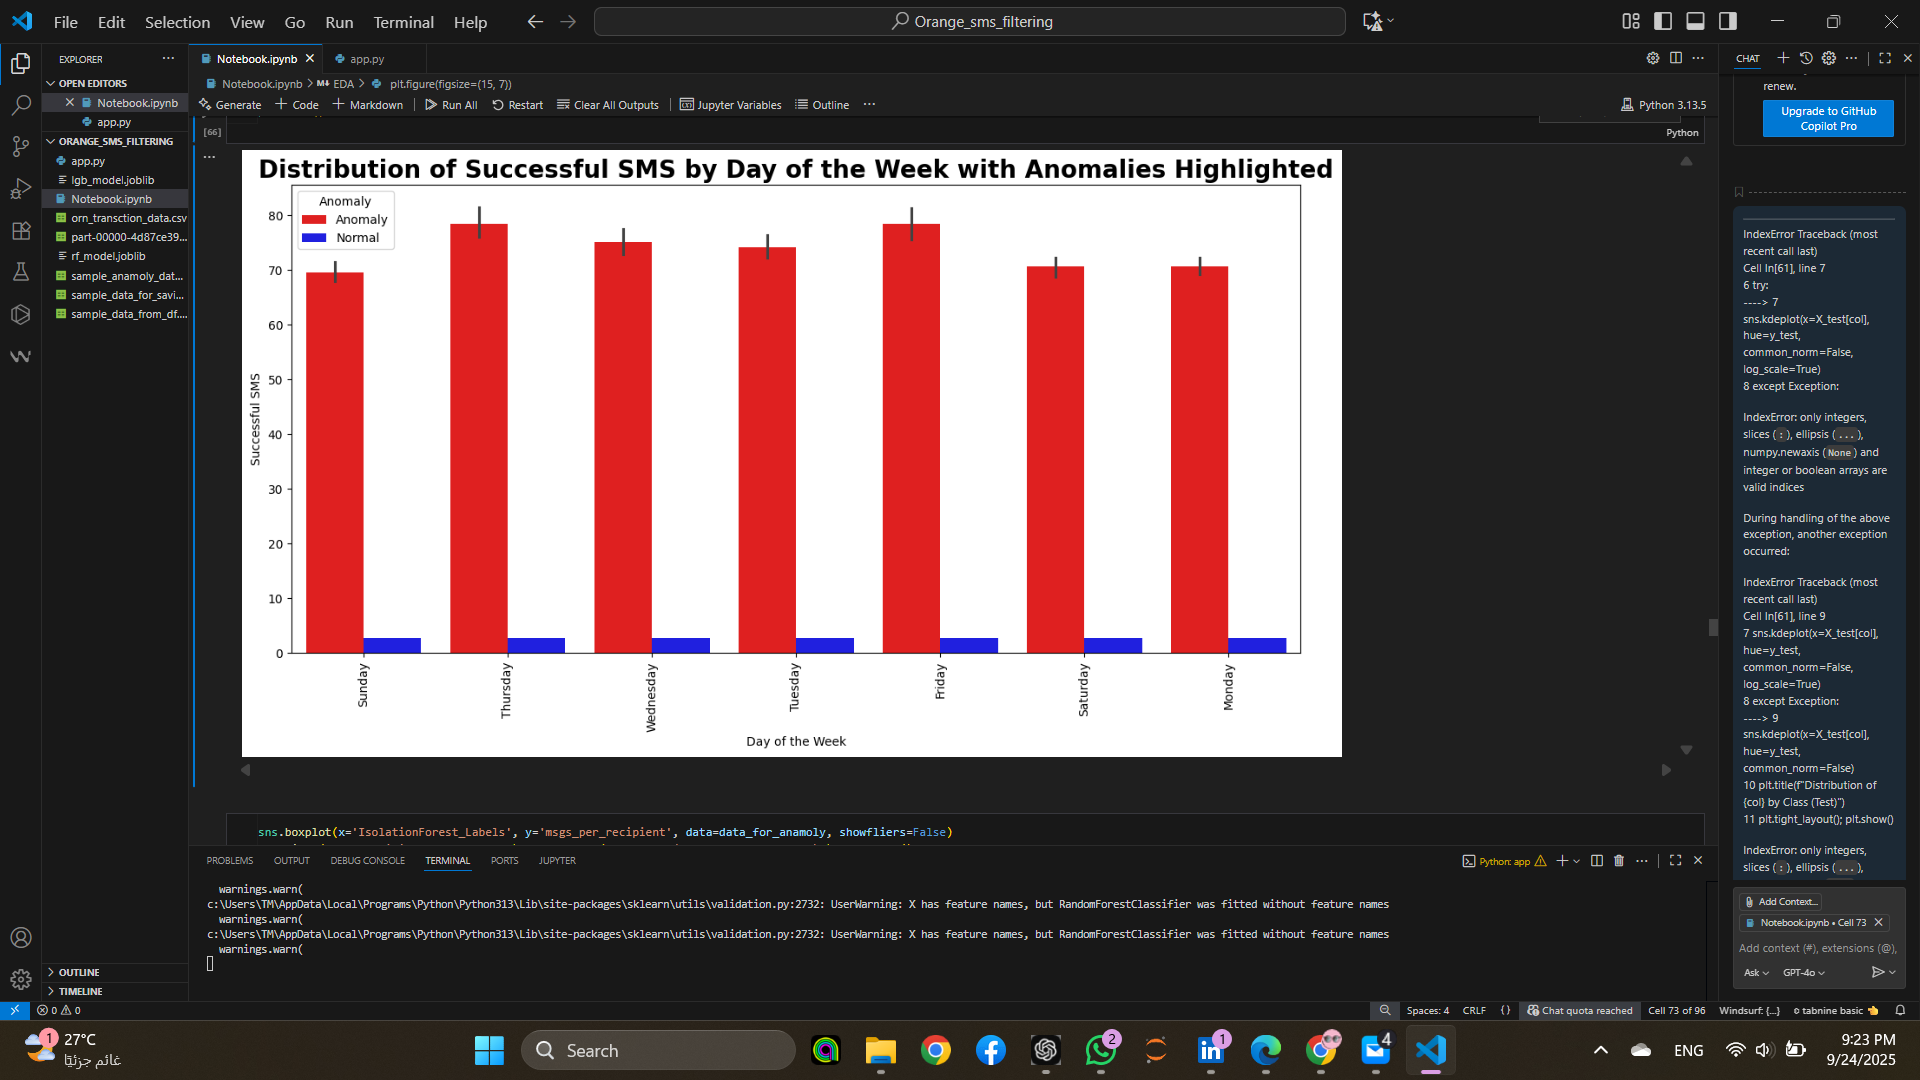 File Edit Selection View Go Run Terminal Help
Orange_sms_filtering
EXPLORER
OPEN EDITORS
Notebook.ipynb
app.py
ORANGE_SMS_FILTERING
app.py
lgb_model.joblib
Notebook.ipynb
orn_transction_data.csv
part-00000-4d87ce39...
rf_model.joblib
sample_anamoly_dat...
sample_data_for_savi...
sample_data_from_df....
OUTLINE
TIMELINE
Notebook.ipynb
app.py
Notebook.ipynb > M↓ EDA > plt.figure(figsize=(15, 7))
Generate + Code + Markdown Run All Restart Clear All Outputs Jupyter Variables Outline ...
Python 3.13.5
[66]
Python
Distribution of Successful SMS by Day of the Week with Anomalies Highlighted
Anomaly
Anomaly
Normal
Successful SMS
80
70
60
50
40
30
20
10
0
Sunday
Thursday
Wednesday
Tuesday
Friday
Saturday
Monday
Day of the Week
sns.boxplot(x='IsolationForest_Labels', y='msgs_per_recipient', data=data_for_anamoly, showfliers=False)
PROBLEMS OUTPUT DEBUG CONSOLE TERMINAL PORTS JUPYTER
Python: app
warnings.warn(
c:\Users\TM\AppData\Local\Programs\Python\Python313\Lib\site-packages\sklearn\utils\validation.py:2732: UserWarning: X has feature names, but RandomForestClassifier was fitted without feature names
warnings.warn(
c:\Users\TM\AppData\Local\Programs\Python\Python313\Lib\site-packages\sklearn\utils\validation.py:2732: UserWarning: X has feature names, but RandomForestClassifier was fitted without feature names
warnings.warn(
CHAT
renew.
Upgrade to GitHub
Copilot Pro
IndexError Traceback (most
recent call last)
Cell In[61], line 7
6 try:
----> 7
sns.kdeplot(x=X_test[col],
hue=y_test,
common_norm=False,
log_scale=True)
8 except Exception:
IndexError: only integers,
slices (:), ellipsis (...),
numpy.newaxis (None) and
integer or boolean arrays are
valid indices
During handling of the above
exception, another exception
occurred:
IndexError Traceback (most
recent call last)
Cell In[61], line 9
7 sns.kdeplot(x=X_test[col],
hue=y_test,
common_norm=False,
log_scale=True)
8 except Exception:
----> 9
sns.kdeplot(x=X_test[col],
hue=y_test,
common_norm=False)
10 plt.title(f"Distribution of
{col} by Class (Test)")
11 plt.tight_layout(); plt.show()
IndexError: only integers,
slices (:), ellipsis (...),
Add Context...
Notebook.ipynb • Cell 73
Add context (#), extensions (@),
Ask GPT-4o
0 0
Spaces: 4 CRLF {} Chat quota reached Cell 73 of 96 Windsurf: {...} tabnine basic
1
27°C
غائم جزئيًا
Search
2
1
4
ENG
9:23 PM
9/24/2025